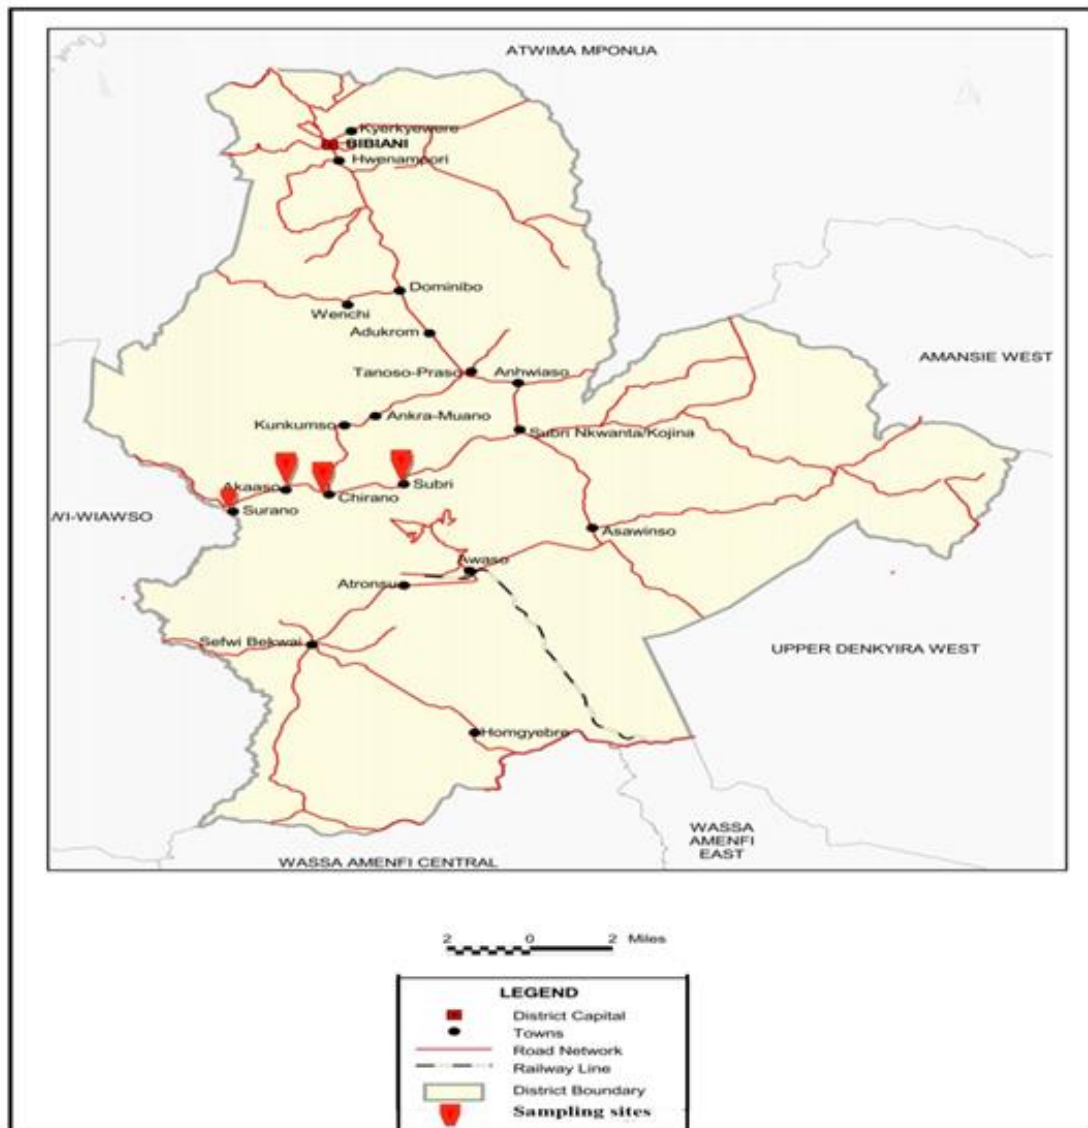 ATWIMA MPONUA
Kyerkyewere
BIBIANI
Hwenampori
Dominibo
Wenchi
Adukrom
AMANSIE WEST
Tanoso-Praso
Anhwiaso
Ankra-Muano
Kunkumso
Subri Nkwanta/Kojina
Akaaso
Subri
Chirano
Surano
WI-WIAWSO
Asawinso
Awaso
Atronsu
Sefwi Bekwai
UPPER DENKYIRA WEST
Homgyebre
WASSA
AMENFI
EAST
WASSA AMENFI CENTRAL
2 0 2 Miles
LEGEND
District Capital
Towns
Road Network
Railway Line
District Boundary
Sampling sites